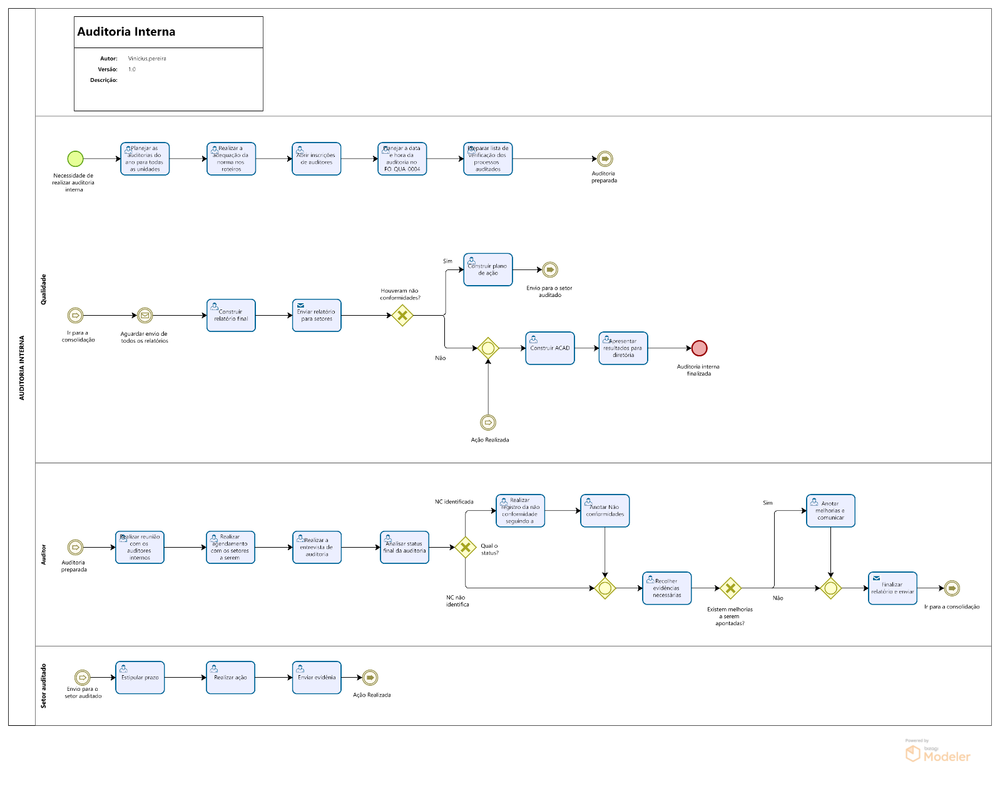 Auditoria Interna
Autor: Vinicius.pereira
Versão: 1.0
Descrição:
AUDITORIA INTERNA
Qualidade
Necessidade de
realizar auditoria
interna
Planejar as
auditorias do
ano para todas
as unidades
Realizar a
adequação da
norma nos
roteiros
Abrir inscrições
de auditores
Planejar a data
e hora da
auditoria no
FO-QUA-0004
Preparar lista de
verificação dos
processos
auditados
Auditoria
preparada
Ir para a
consolidação
Aguardar envio de
todos os relatórios
Construir
relatório final
Enviar relatório
para setores
Houveram não
conformidades?
Sim
Construir plano
de ação
Envio para o setor
auditado
Não
Construir ACAD
Apresentar
resultados para
diretória
Auditoria interna
finalizada
Ação Realizada
Auditor
Auditoria
preparada
Realizar reunião
com os
auditores
internos
Realizar
agendamento
com os setores
a serem
Realizar a
entrevista de
auditoria
Analisar status
final da auditoria
Qual o
status?
NC identificada
Realizar
registro da não
conformidade
seguindo a
Anotar Não
conformidades
NC não
identifica
Recolher
evidências
necessárias
Existem melhorias
a serem
apontadas?
Sim
Anotar
melhorias e
comunicar
Não
Finalizar
relatório e enviar
Ir para a consolidação
Setor auditado
Envio para o
setor auditado
Estipular prazo
Realizar ação
Enviar evidênia
Ação Realizada
Powered by
bizagi
Modeler